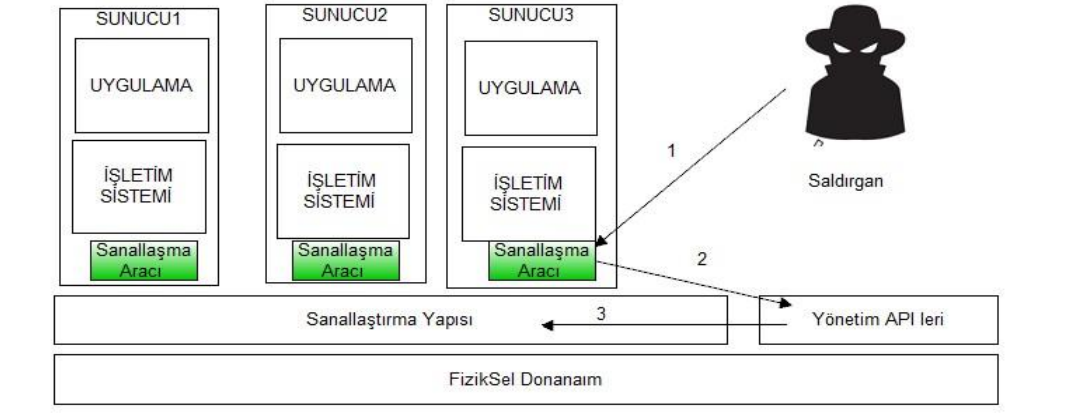 SUNUCU1
SUNUCU2
SUNUCU3
UYGULAMA
UYGULAMA
UYGULAMA
1
Saldırgan
İŞLETİM
SİSTEMİ
İŞLETİM
SİSTEMİ
İŞLETİM
SİSTEMİ
Sanallaşma
Aracı
Sanallaşma
Aracı
Sanallaşma
Aracı
2
Sanallaştırma Yapısı
3
Yönetim API leri
FizikSel Donanaım